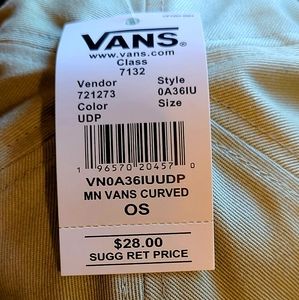 VANS®
www.vans.com
Class
7132
Vendor Style
721273 0A36IU
Color Size
UDP
1 96570 20457 0
VN0A36IUUDP
MN VANS CURVED
OS
$28.00
SUGG RET PRICE